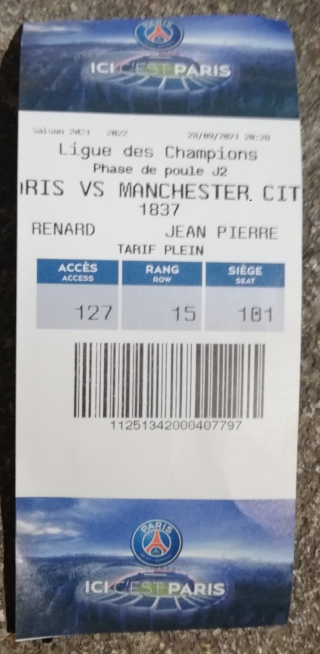 PARIS
ICI C'EST PARIS
Saison 2021 - 2022 28/09/2021 20:20
Ligue des Champions
Phase de poule J2
RIS VS MANCHESTER CIT
1837
RENARD JEAN PIERRE
TARIF PLEIN
ACCÈS RANG SIÈGE
ACCESS ROW SEAT
127 15 101
11251342000407797
PARIS
ICI C'EST PARIS